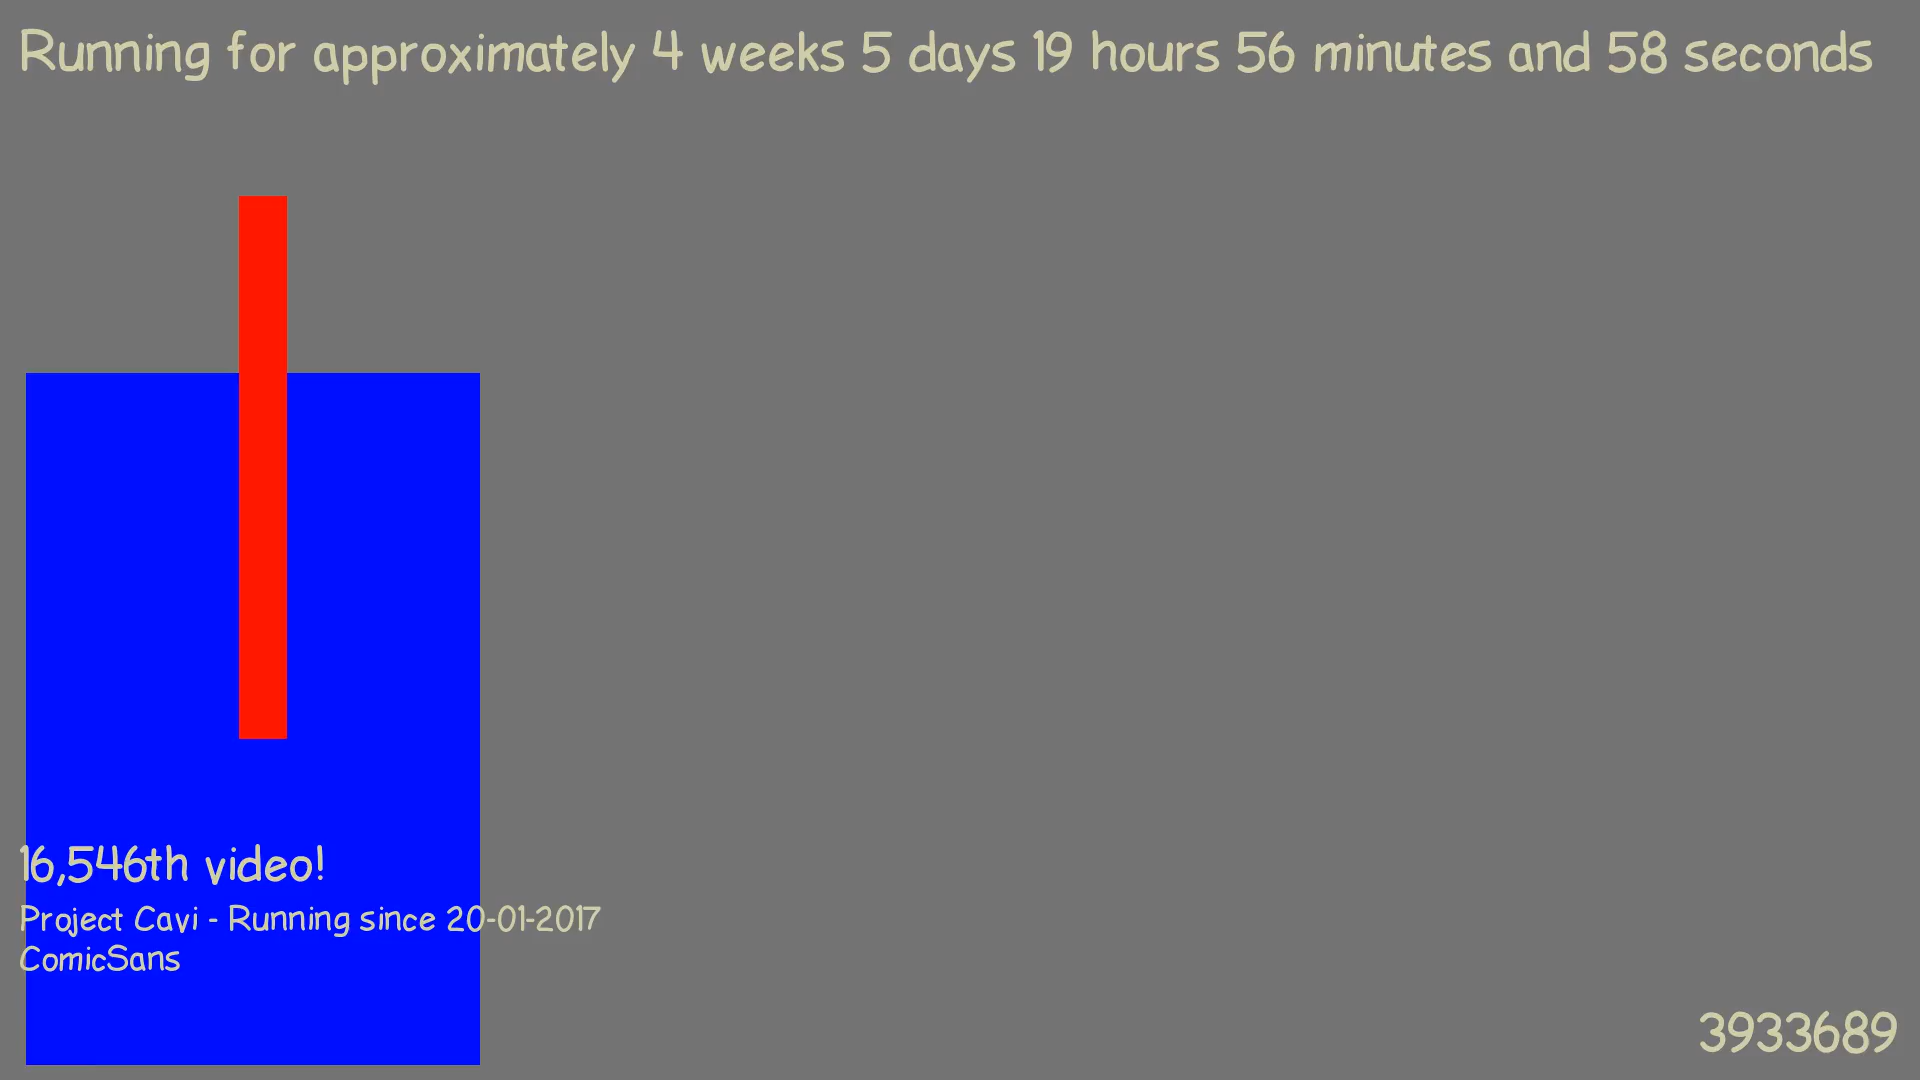 Running for approximately 4 weeks 5 days 19 hours 56 minutes and 58 seconds
16,546th video!
Project Cavi - Running since 20-01-2017
ComicSans
3933689